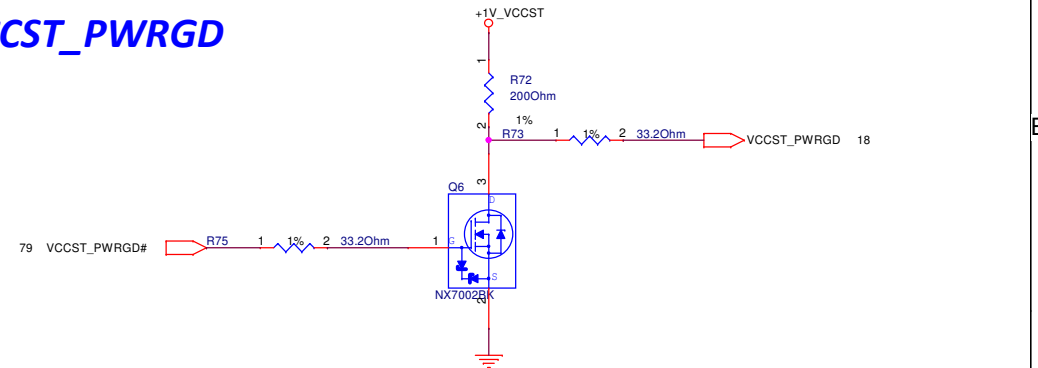 +1V_VCCST
CST_PWRGD
1
R72
200Ohm
1%
2
R73 1 1% 2 33.2Ohm VCCST_PWRGD 18
3
Q6
D
79 VCCST_PWRGD# R75 1 1% 2 33.2Ohm 1 G
S
NX7002BK
2